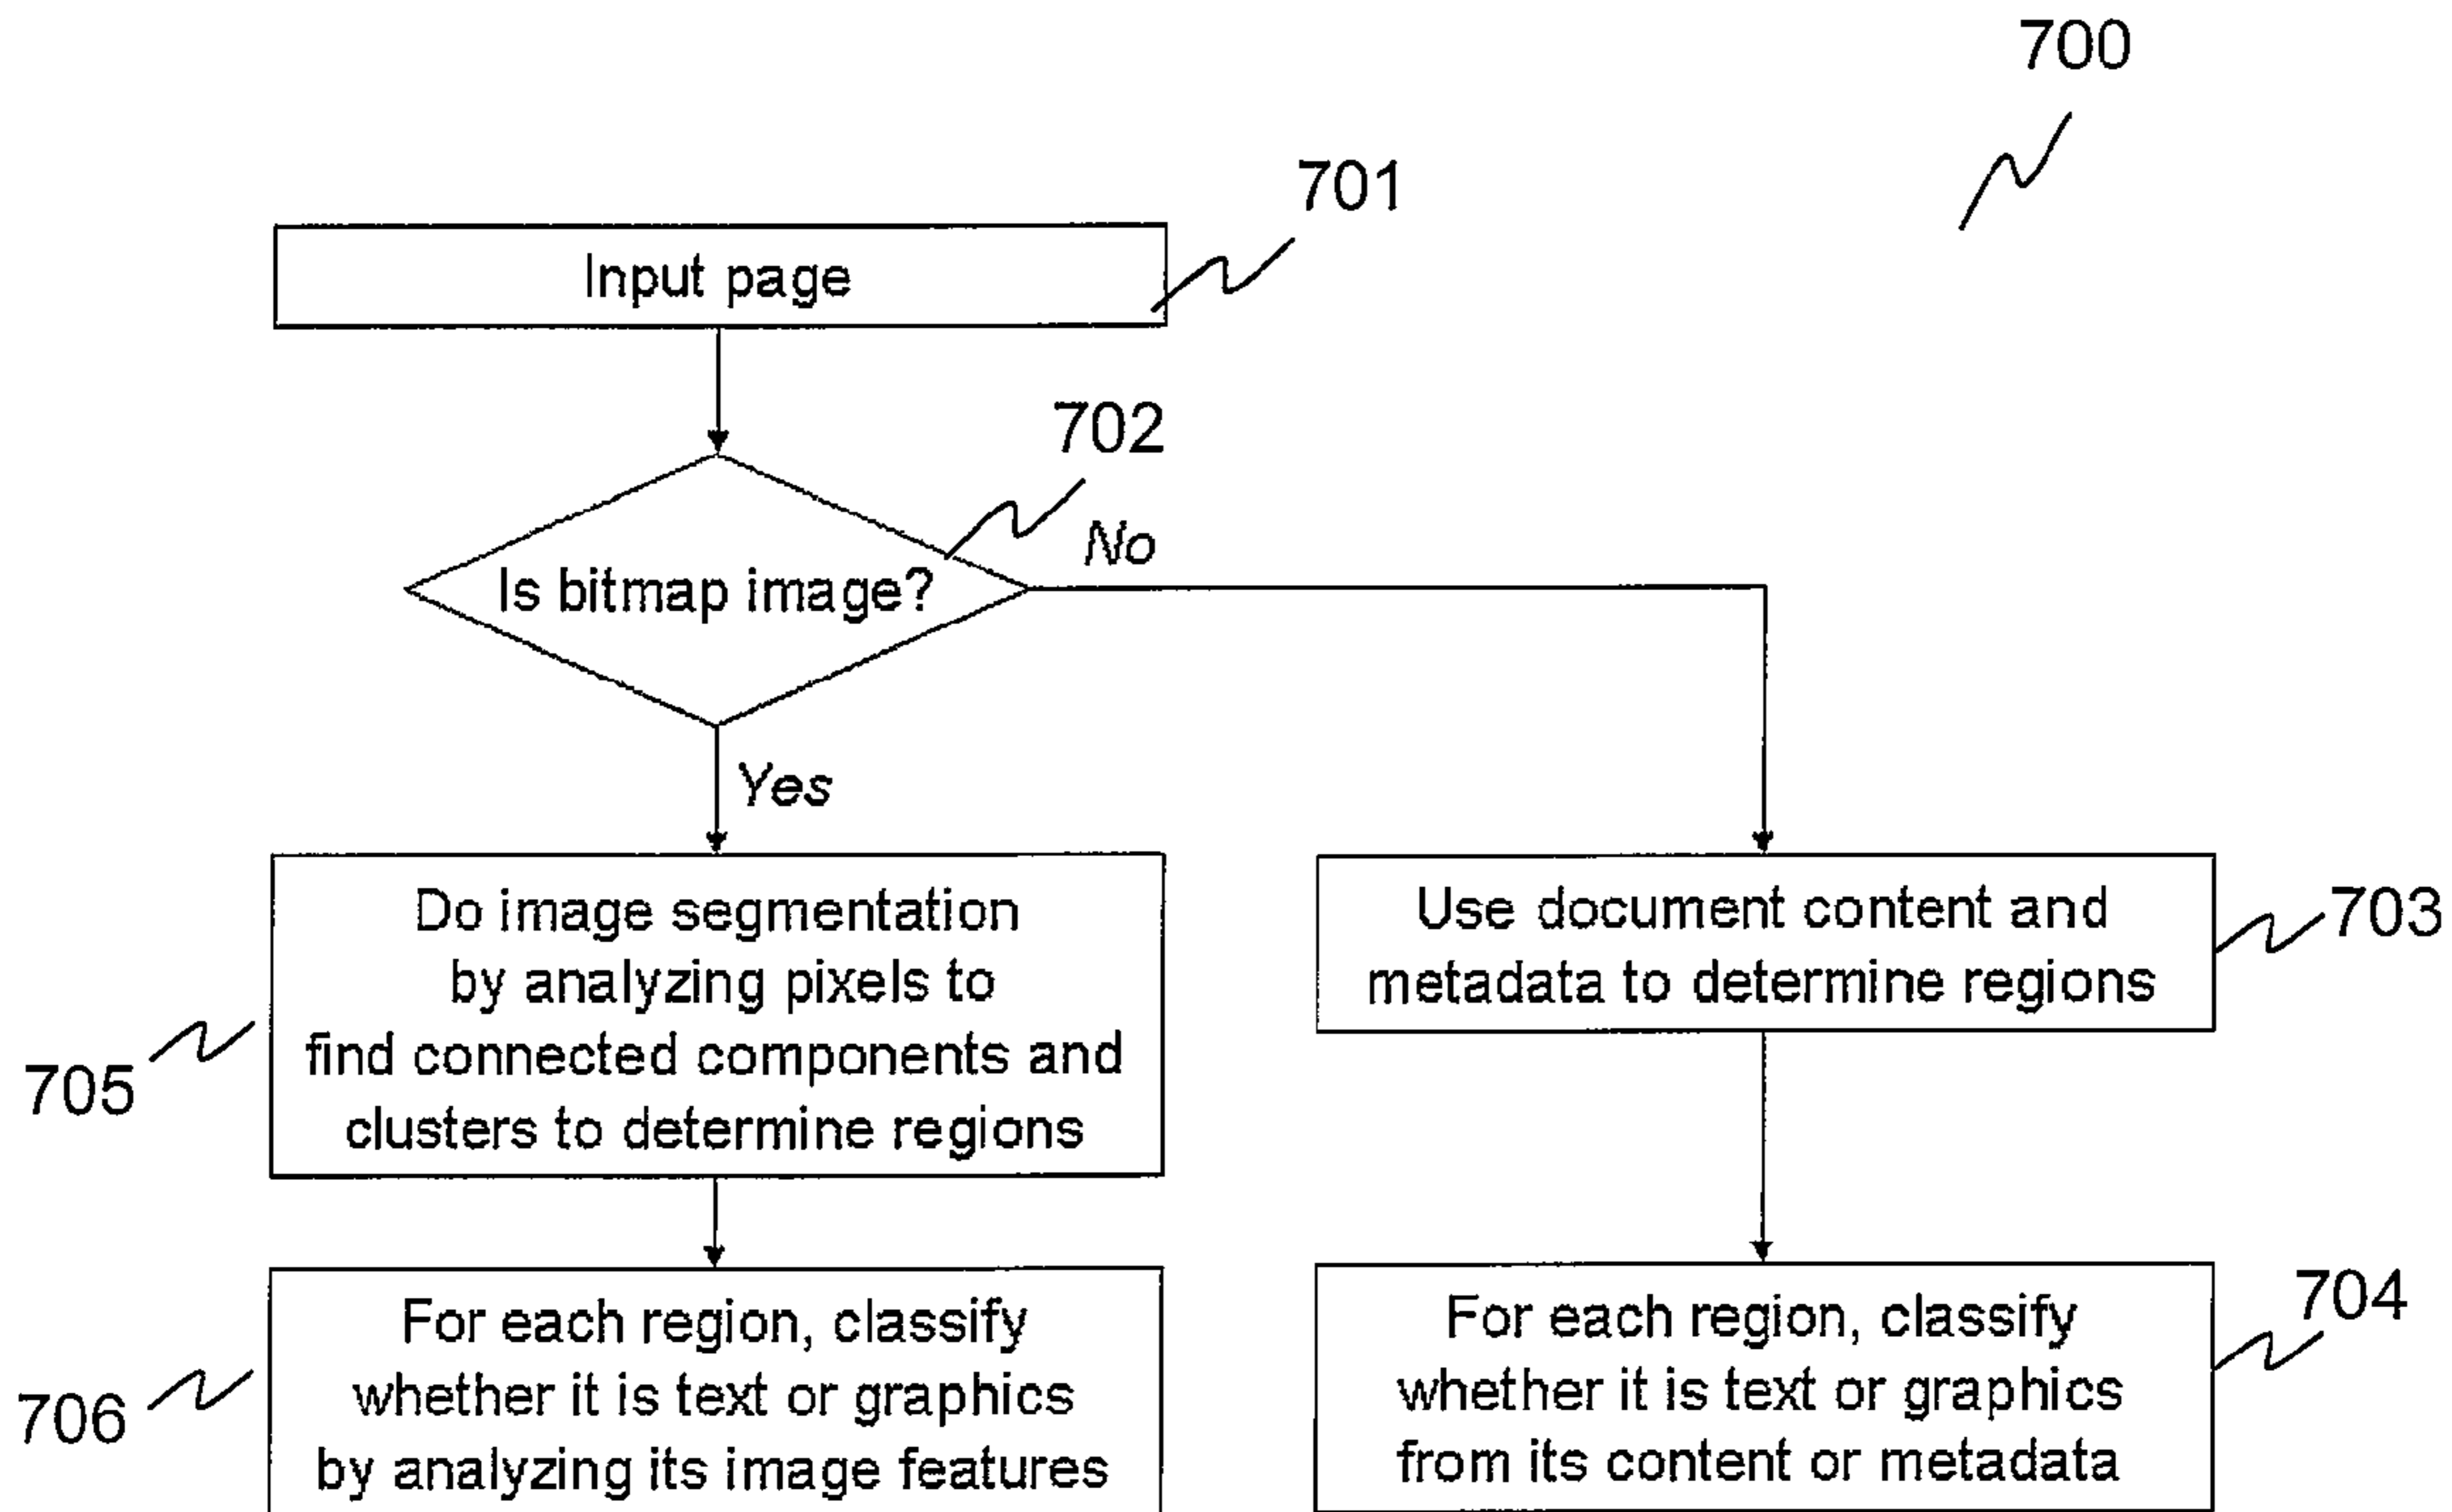 700
701
Input page
702
No
Is bitmap image?
Yes
Do image segmentation
by analyzing pixels to
find connected components and
clusters to determine regions
705
Use document content and
metadata to determine regions
703
For each region, classify
whether it is text or graphics
by analyzing its image features
706
For each region, classify
whether it is text or graphics
from its content or metadata
704